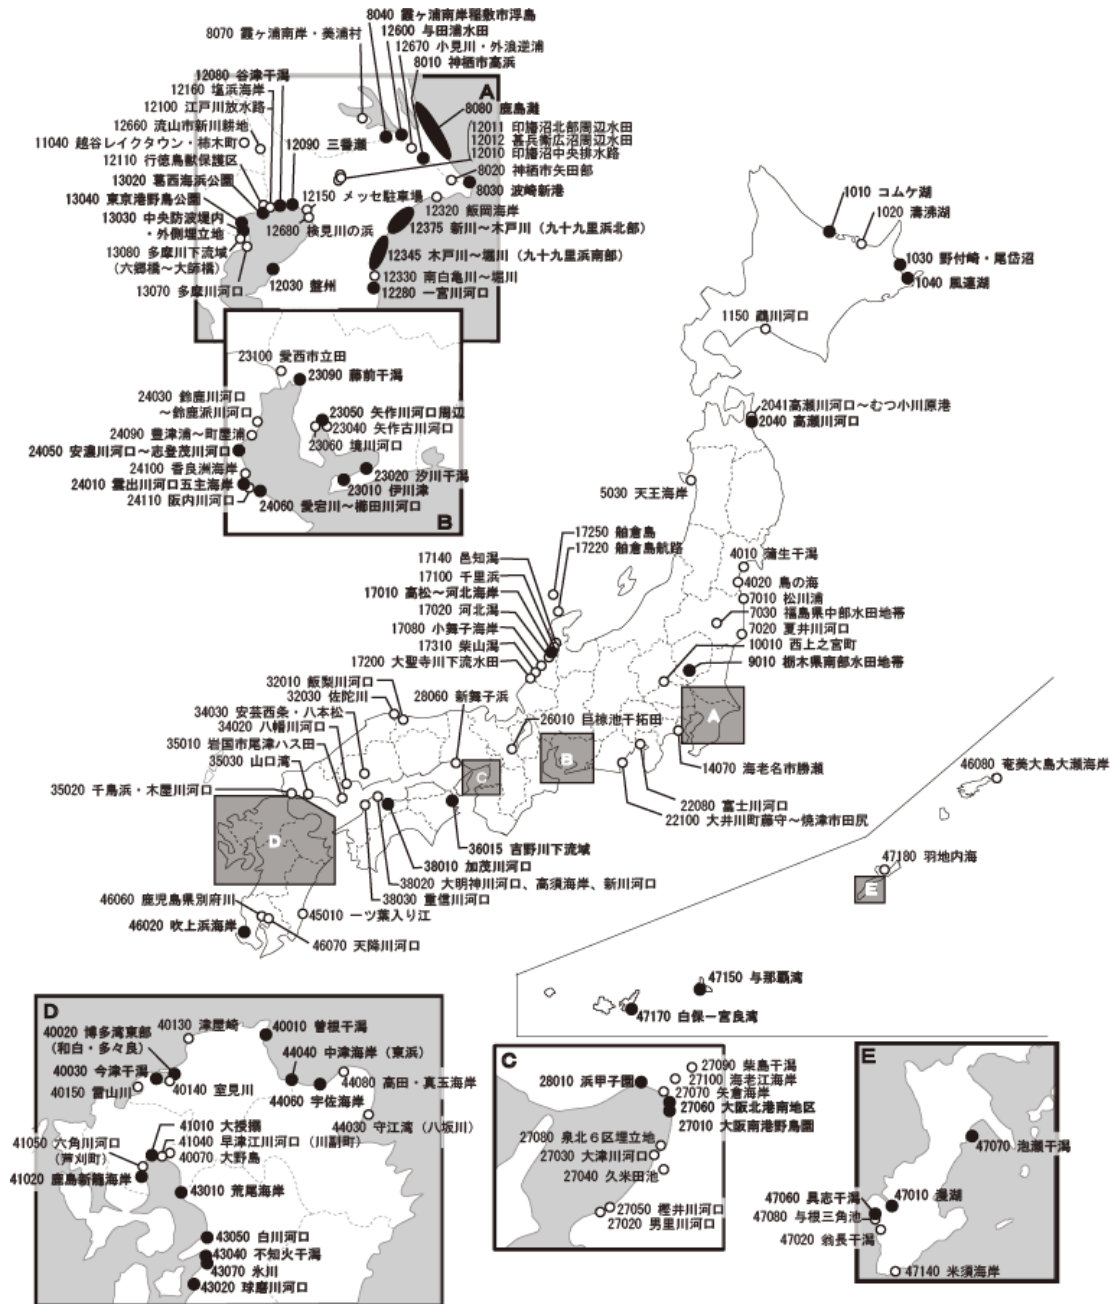 8040 霞ヶ浦南岸稲敷市浮島
12600 与田浦水田
8070 霞ヶ浦南岸・美浦村
12670 小見川・外浪逆浦
8010 神栖市高浜
A
12080 谷津干潟
12160 塩浜海岸
12100 江戸川放水路
12660 流山市新川耕地
11040 越谷レイクタウン・柿木町
12110 行徳鳥獣保護区
13020 葛西海浜公園
13040 東京港野鳥公園
13030 中央防波堤内
・外側埋立地
13080 多摩川下流域
(六郷橋～大師橋)
13070 多摩川河口
12090 三番瀬
12150 メッセ駐車場
12680 検見川の浜
12030 盤州
8080 鹿島灘
12011 印旛沼北部周辺水田
12012 甚兵衛広沼周辺水田
12010 印旛沼中央排水路
8020 神栖市矢田部
8030 波崎新港
12320 飯岡海岸
12375 新川～木戸川(九十九里浜北部)
12345 木戸川～堀川(九十九里浜南部)
12330 南白亀川～堀川
12280 一宮川河口
23100 愛西市立田
23090 藤前干潟
24030 鈴鹿川河口
～鈴鹿派川河口
24090 豊津浦～町屋浦
24050 安濃川河口～志登茂川河口
24100 香良洲海岸
24010 雲出川河口五主海岸
24110 阪内川河口
23050 矢作川河口周辺
23040 矢作古川河口
23060 境川河口
23020 汐川干潟
23010 伊川津
24060 愛宕川～櫛田川河口
B
1010 コムケ湖
1020 濤沸湖
1030 野付崎・尾岱沼
1040 風蓮湖
1150 鵡川河口
2041高瀬川河口～むつ小川原港
2040 高瀬川河口
5030 天王海岸
17250 舳倉島
17220 舳倉島航路
17140 邑知潟
17100 千里浜
17010 高松～河北海岸
17020 河北潟
17080 小舞子海岸
17310 柴山潟
17200 大聖寺川下流水田
4010 蒲生干潟
4020 鳥の海
7010 松川浦
7030 福島県中部水田地帯
7020 夏井川河口
10010 西上之宮町
9010 栃木県南部水田地帯
A
32010 飯梨川河口
32030 佐陀川
34030 安芸西条・八本松
34020 八幡川河口
35010 岩国市尾津ハス田
35030 山口湾
35020 千鳥浜・木屋川河口
28060 新舞子浜
26010 巨椋池干拓田
B
C
D
14070 海老名市勝瀬
22080 富士川河口
22100 大井川町藤守～焼津市田尻
36015 吉野川下流域
38010 加茂川河口
38020 大明神川河口、高須海岸、新川河口
38030 重信川河口
46060 鹿児島県別府川
46020 吹上浜海岸
45010 一ツ葉入り江
46070 天降川河口
46080 奄美大島大瀬海岸
47180 羽地内海
E
47150 与那覇湾
47170 白保ー宮良湾
D
40020 博多湾東部
(和白・多々良)
40130 津屋崎
40010 曽根干潟
44040 中津海岸(東浜)
40030 今津干潟
40150 雷山川
40140 室見川
44080 高田・真玉海岸
44060 宇佐海岸
44030 守江湾(八坂川)
41010 大授搦
41050 六角川河口
(芦刈町)
41040 早津江川河口(川副町)
40070 大野島
41020 鹿島新籠海岸
43010 荒尾海岸
43050 白川河口
43040 不知火干潟
43070 氷川
43020 球磨川河口
C
28010 浜甲子園
27090 柴島干潟
27100 海老江海岸
27070 矢倉海岸
27060 大阪北港南地区
27010 大阪南港野鳥園
27080 泉北6区埋立地
27030 大津川河口
27040 久米田池
27050 樫井川河口
27020 男里川河口
E
47070 泡瀬干潟
47060 具志干潟
47010 漫湖
47080 与根三角池
47020 翁長干潟
47140 米須海岸